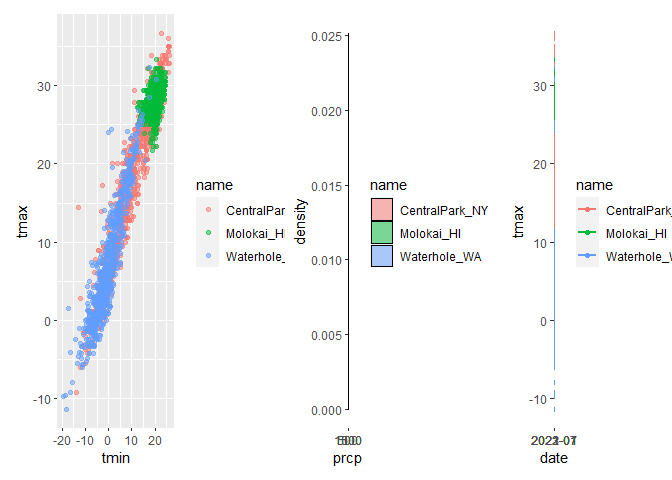 tmax
30
20
10
0
-10
-20 -10 0 10 20
tmin
name
CentralPar
Molokai_HI
Waterhole_
density
0.025
0.020
0.015
0.010
0.005
0.000
prcp
name
CentralPark_NY
Molokai_HI
Waterhole_WA
tmax
30
20
10
0
-10
date
name
CentralPark_
Molokai_HI
Waterhole_W